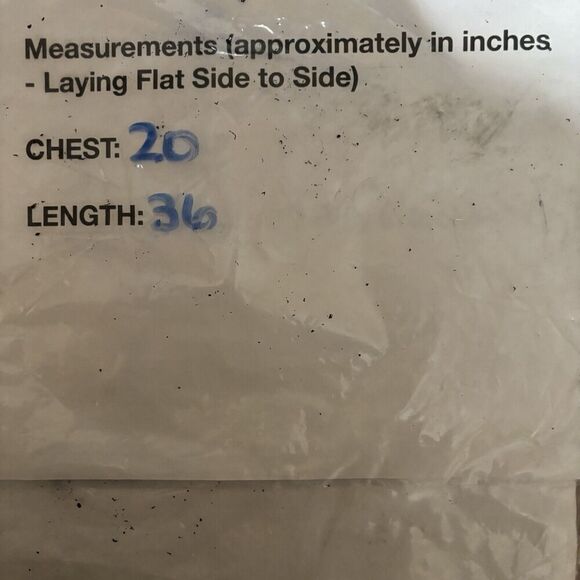 Measurements (approximately in inches
- Laying Flat Side to Side)
CHEST: 20
LENGTH: 36